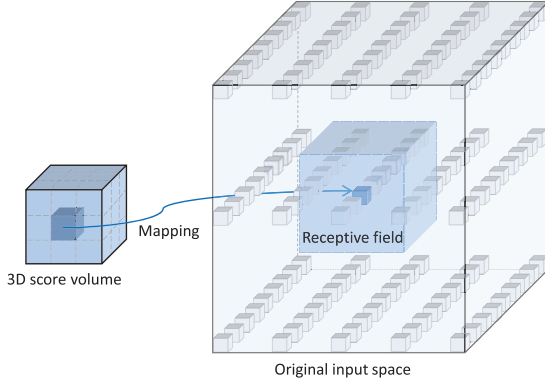 Mapping
Receptive field
3D score volume
Original input space